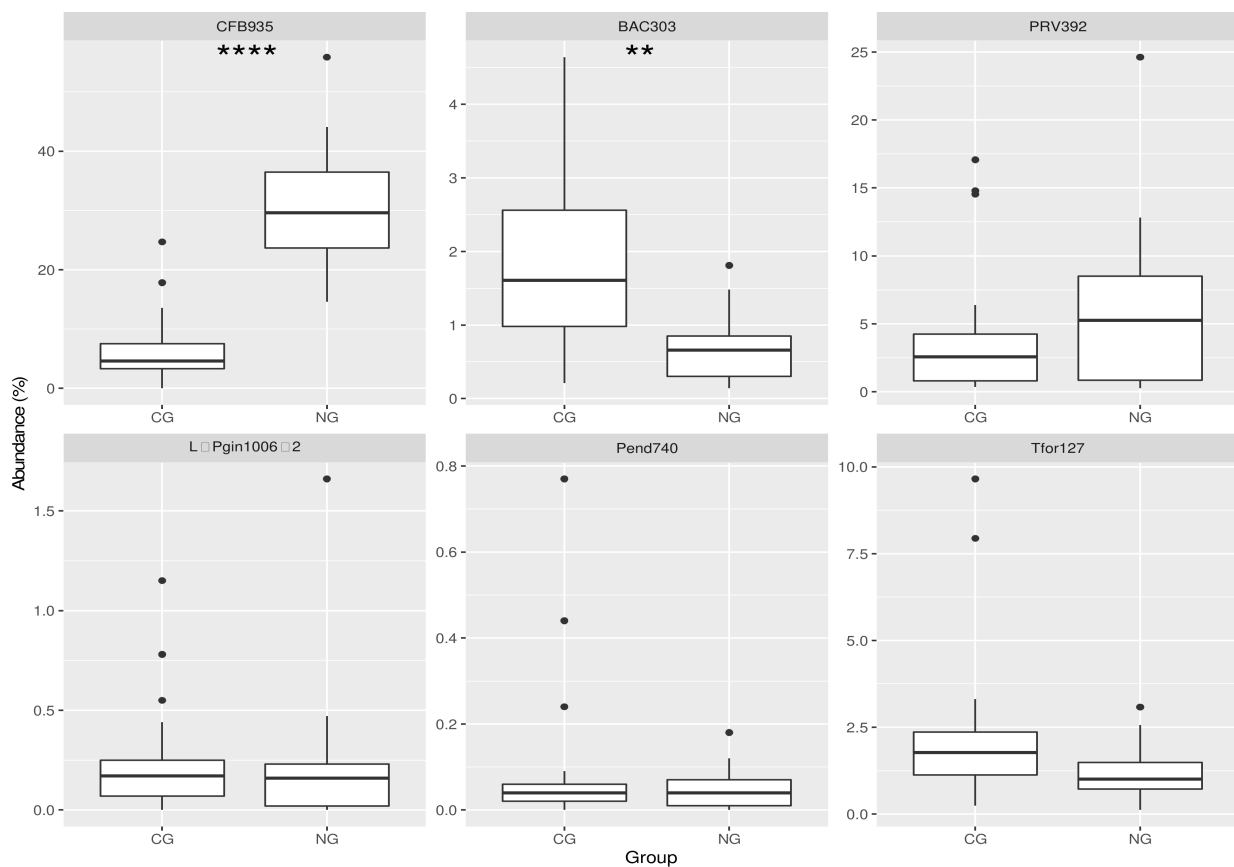 CFB935
BAC303
PRV392
****
**
40
20
0
4
3
2
1
0
25
20
15
10
5
0
CG
NG
CG
NG
CG
NG
Abundance (%)
L□Pgin1006□2
Pend740
Tfor127
1.5
1.0
0.5
0.0
0.8
0.6
0.4
0.2
0.0
10.0
7.5
5.0
2.5
0.0
CG
NG
CG
NG
CG
NG
Group